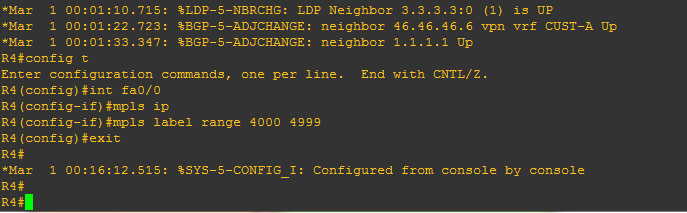 *Mar  1 00:01:10.715: %LDP-5-NBRCHG: LDP Neighbor 3.3.3.3:0 (1) is UP
*Mar  1 00:01:22.723: %BGP-5-ADJCHANGE: neighbor 46.46.46.6 vpn vrf CUST-A Up
*Mar  1 00:01:33.347: %BGP-5-ADJCHANGE: neighbor 1.1.1.1 Up
R4#config t
Enter configuration commands, one per line.  End with CNTL/Z.
R4(config)#int fa0/0
R4(config-if)#mpls ip
R4(config-if)#mpls label range 4000 4999
R4(config)#exit
R4#
*Mar  1 00:16:12.515: %SYS-5-CONFIG_I: Configured from console by console
R4#
R4#